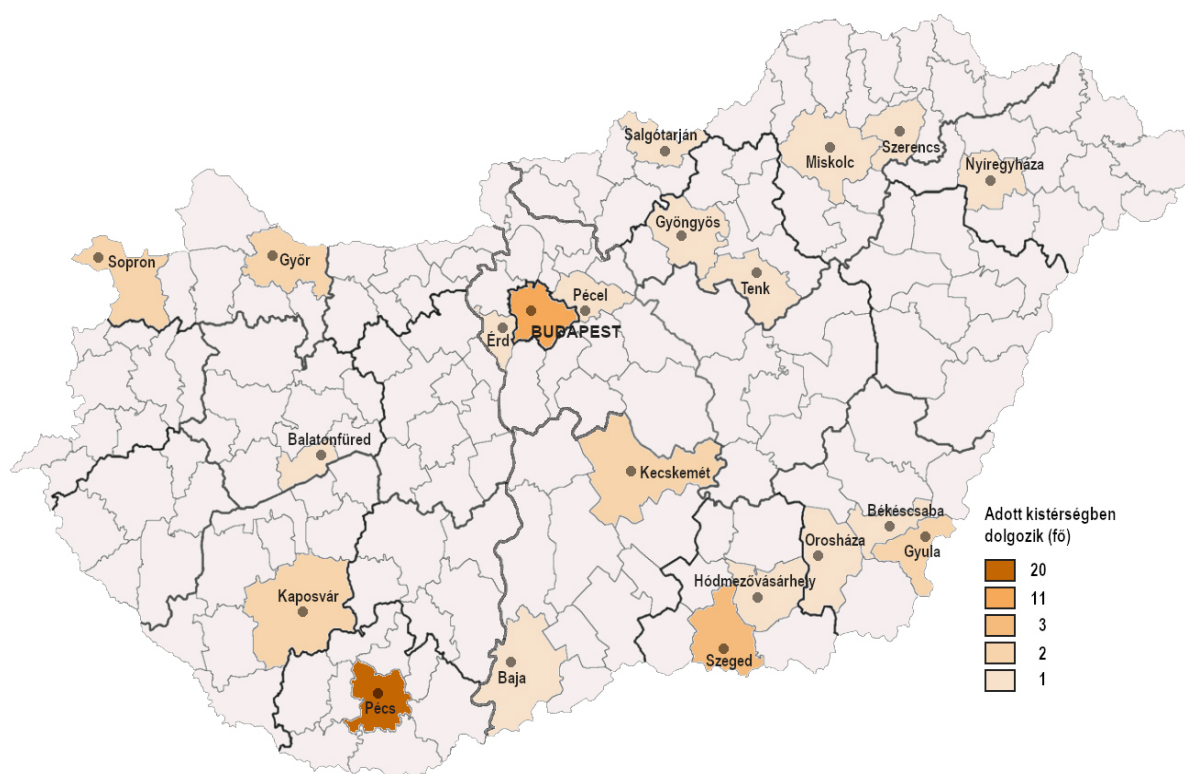 Salgótarján
Miskolc
Szerencs
Nyíregyháza
Gyöngyös
Sopron
Győr
Tenk
Pécel
Érd
BUDAPEST
Balatonfüred
Kecskemét
Békéscsaba
Orosháza
Gyula
Hódmezővásárhely
Kaposvár
Szeged
Baja
Pécs
Adott kistérségben
dolgozik (fő)
20
11
3
2
1